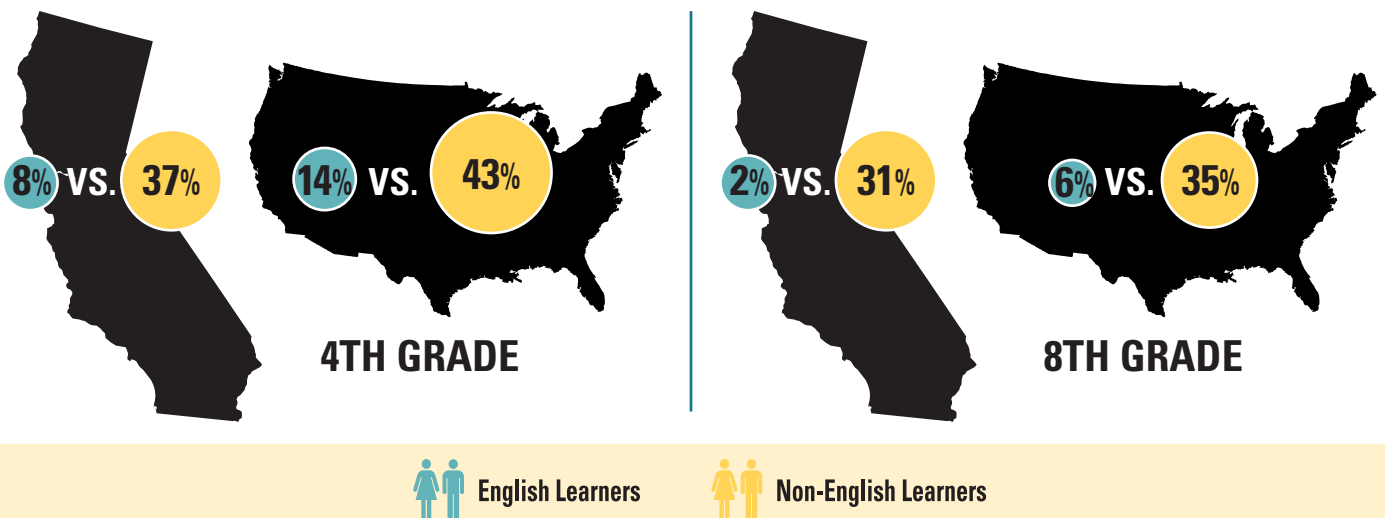 8% VS. 37%
14% VS. 43%
4TH GRADE
2% VS. 31%
6% VS. 35%
8TH GRADE
English Learners
Non-English Learners